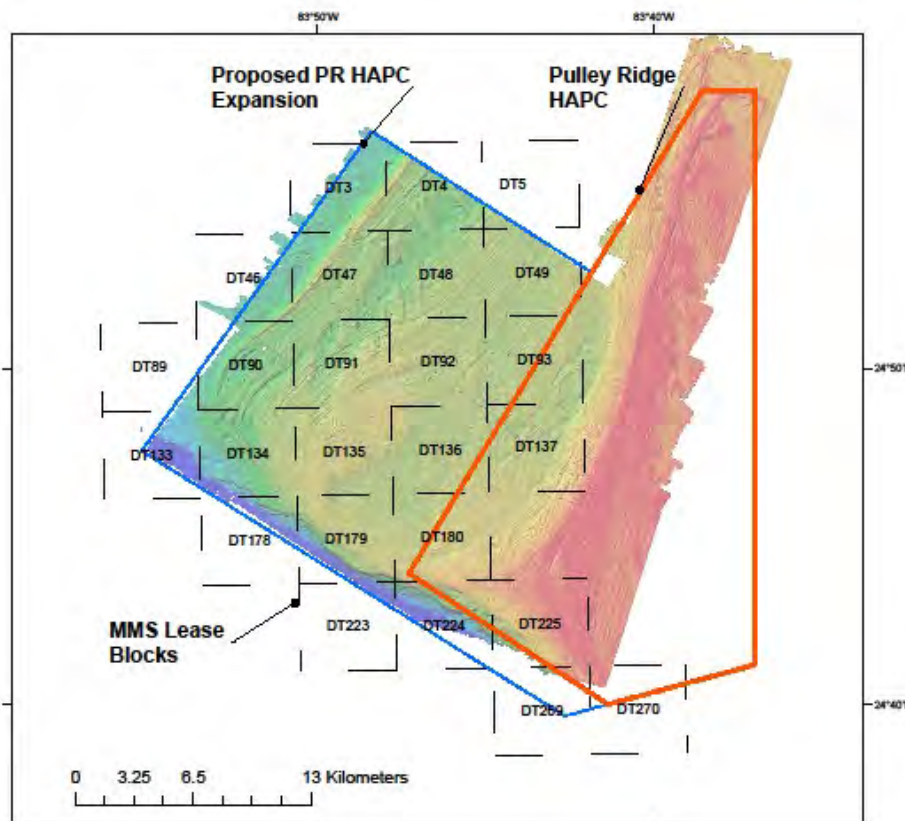 83°50'W
83°40'W
Proposed PR HAPC
Expansion
Pulley Ridge
HAPC
DT3
DT4
DT5
DT46
DT47
DT48
DT49
DT89
DT90
DT91
DT92
DT93
24°50'
DT133
DT134
DT135
DT136
DT137
DT178
DT179
DT180
MMS Lease
Blocks
DT223
DT224
DT225
DT269
DT270
24°40'
0 3.25 6.5 13 Kilometers